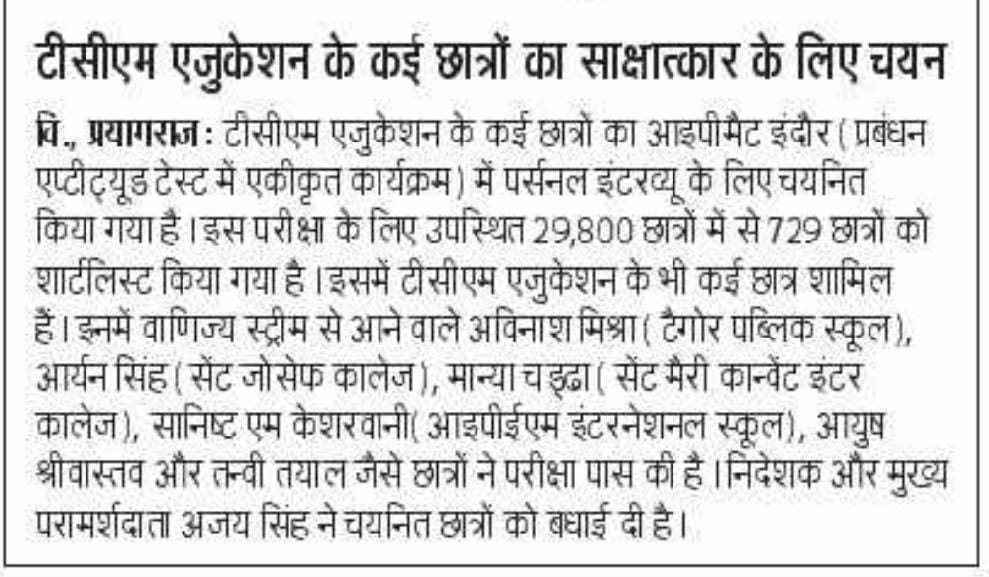 टीसीएम एजुकेशन के कई छात्रों का साक्षात्कार के लिए चयन
वि., प्रयागराज : टीसीएम एजुकेशन के कई छात्रों का आइपीमैट इंदौर ( प्रबंधन
एप्टीट्यूड टेस्ट में एकीकृत कार्यक्रम ) में पर्सनल इंटरव्यू के लिए चयनित
किया गया है । इस परीक्षा के लिए उपस्थित 29,800 छात्रों में से 729 छात्रों को
शार्टलिस्ट किया गया है । इसमें टीसीएम एजुकेशन के भी कई छात्र शामिल
हैं । इनमें वाणिज्य स्ट्रीम से आने वाले अविनाश मिश्रा ( टैगोर पब्लिक स्कूल ),
आर्यन सिंह ( सेंट जोसेफ कालेज ), मान्या चड्ढा ( सेंट मैरी कान्वेंट इंटर
कालेज ), सानिष्ट एम केशरवानी( आइपीईएम इंटरनेशनल स्कूल ), आयुष
श्रीवास्तव और तन्वी तयाल जैसे छात्रों ने परीक्षा पास की है । निदेशक और मुख्य
परामर्शदाता अजय सिंह ने चयनित छात्रों को बधाई दी है ।